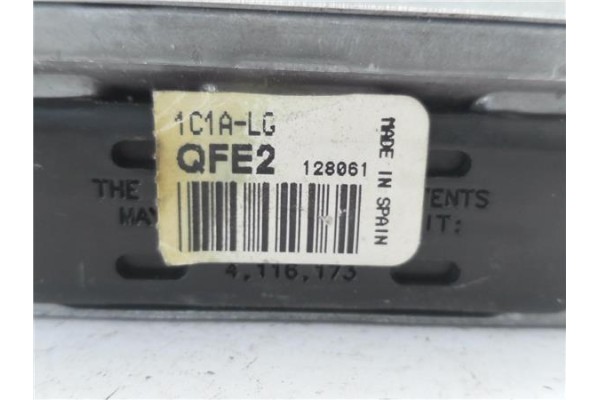 1C1A-LG
QFE2 128061
MADE IN SPAIN
THE TENTS
MAY IT:
4,116,173